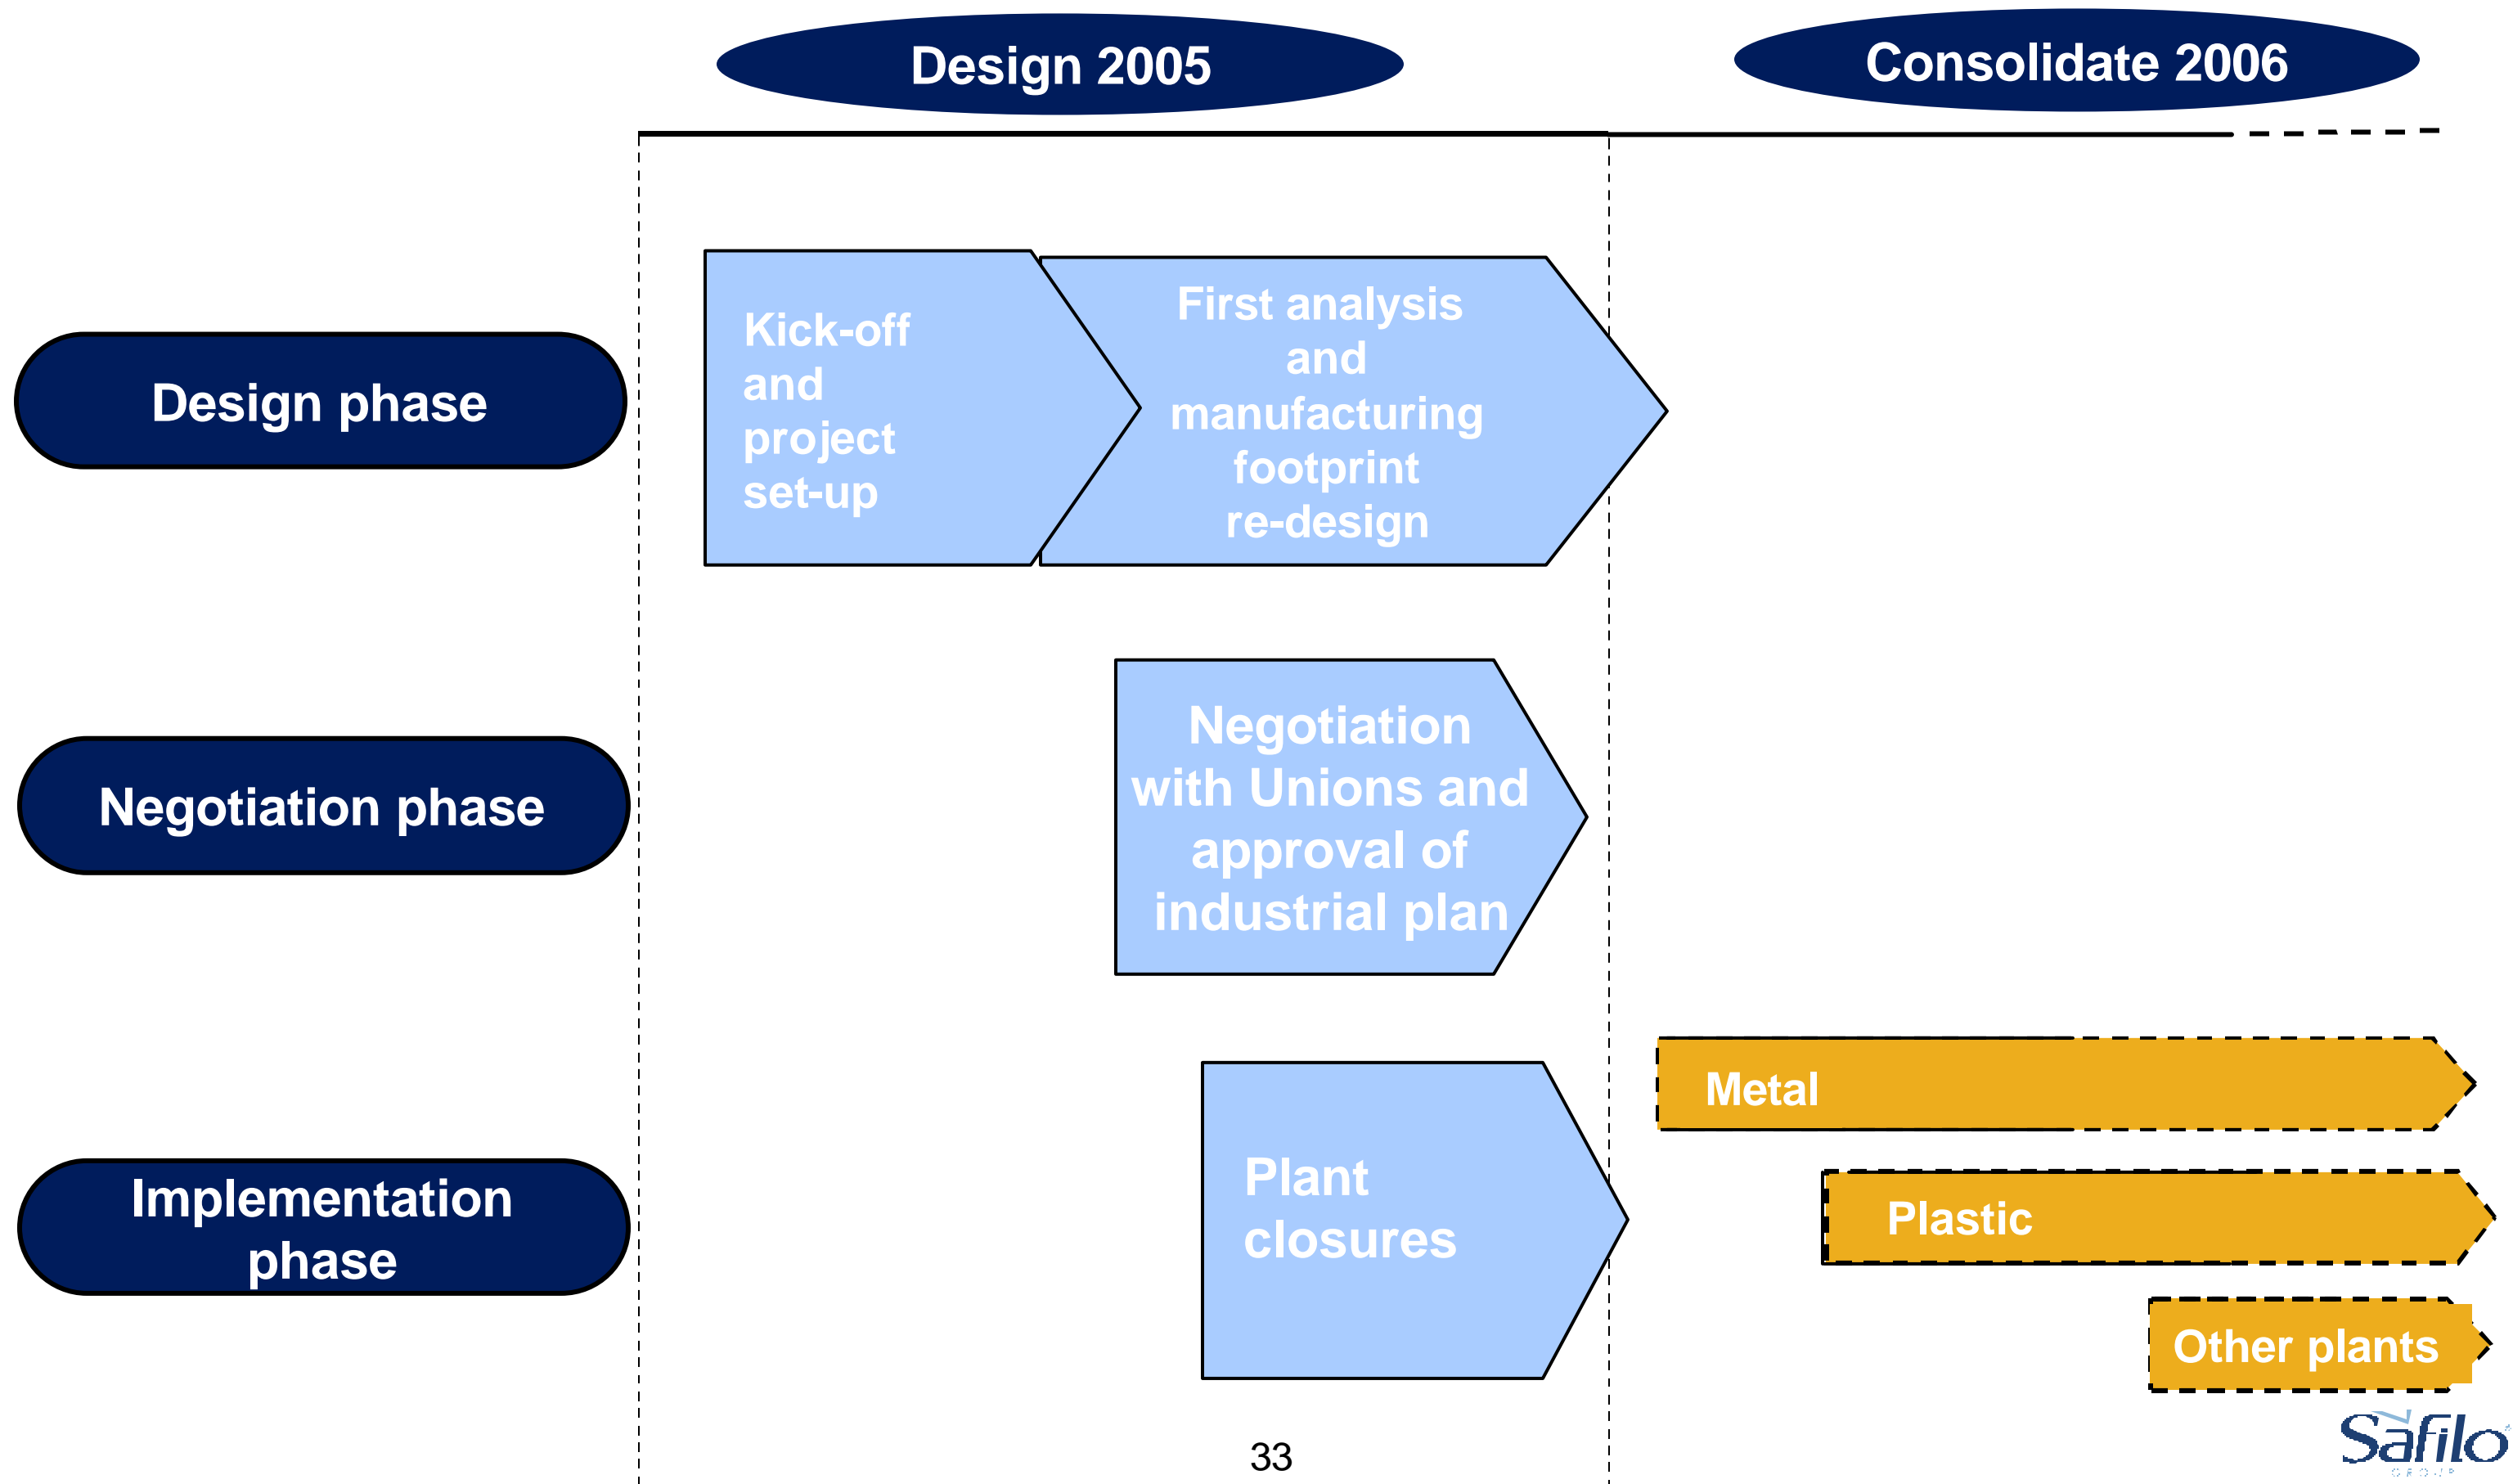 Design 2005
Consolidate 2006
Design phase
Kick-off
and
project
set-up
First analysis
and
manufacturing
footprint
re-design
Negotiation phase
Negotiation
with Unions and
approval of
industrial plan
Implementation
phase
Plant
closures
Metal
Plastic
Other plants
33
Safilo
GROUP